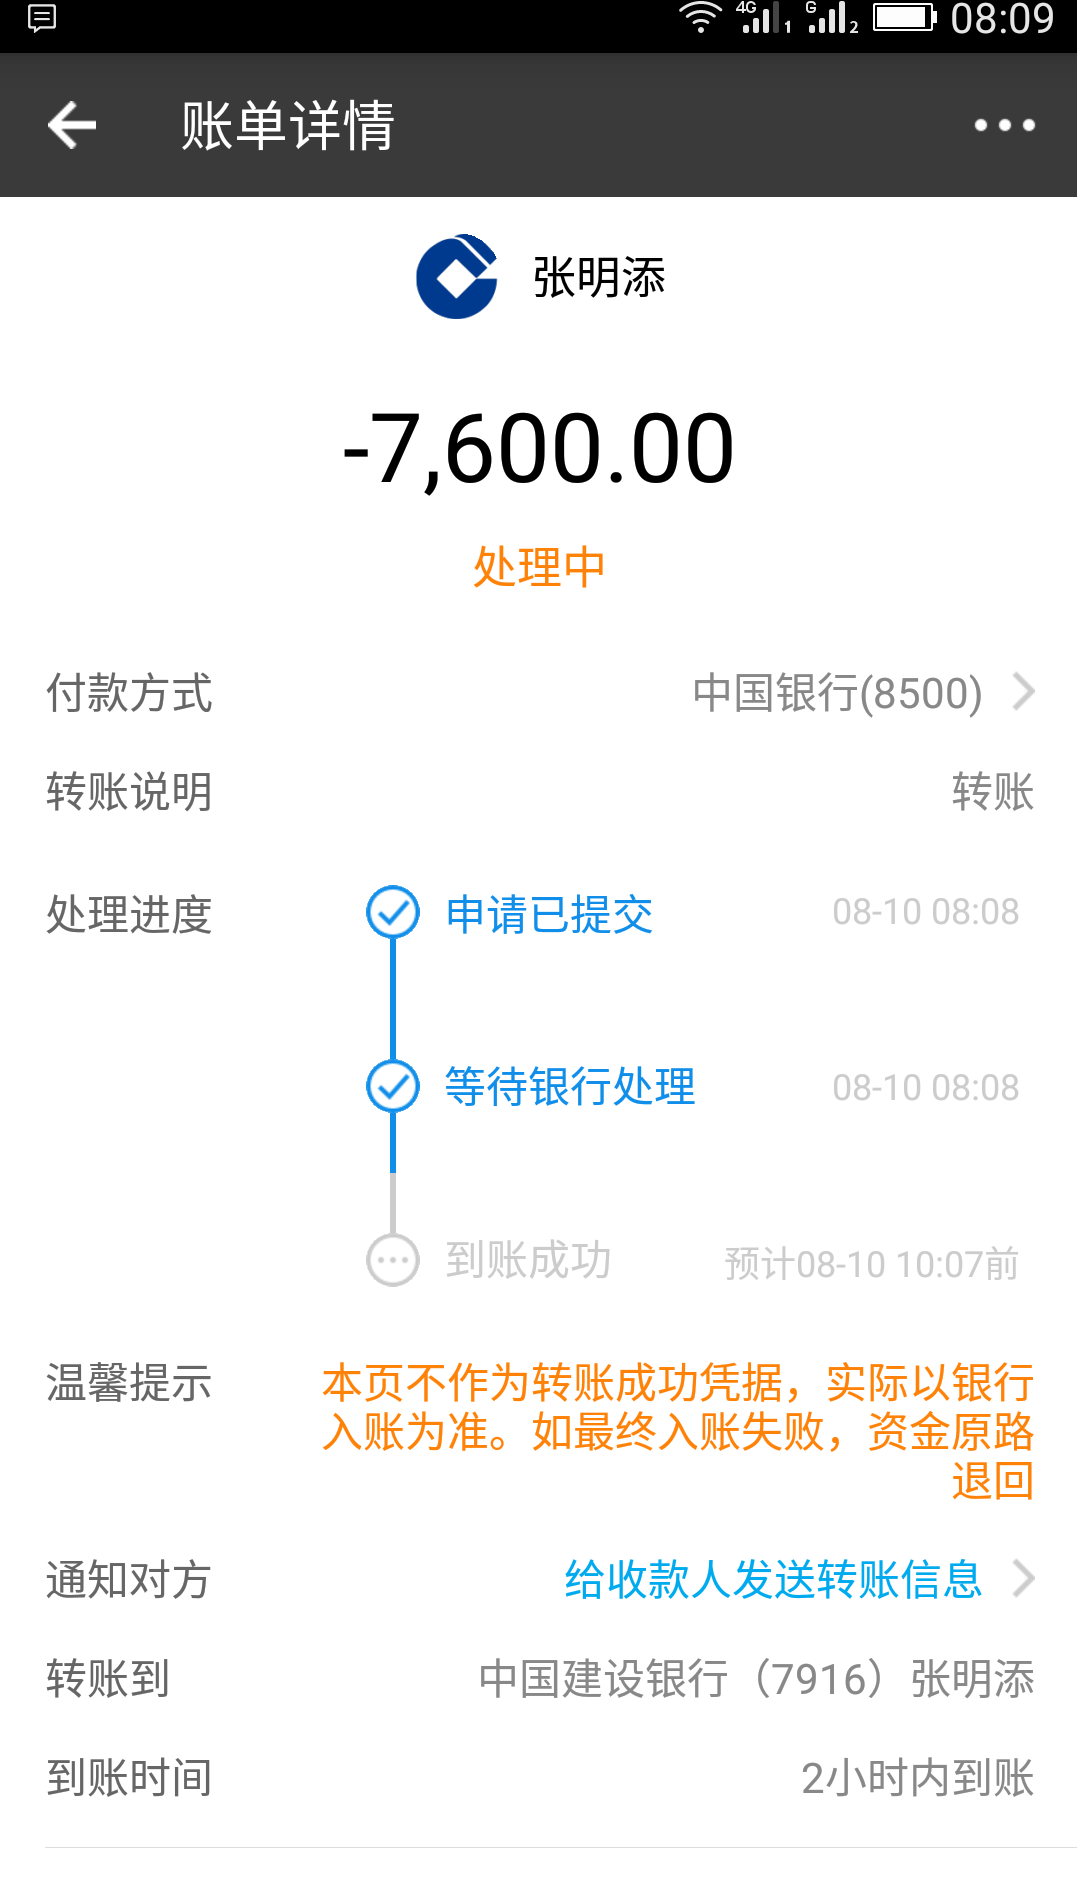 4G 1 G 2 08:09
账单详情
张明添
-7,600.00
处理中
付款方式 中国银行(8500)
转账说明 转账
处理进度 申请已提交 08-10 08:08
等待银行处理 08-10 08:08
到账成功 预计08-10 10:07前
温馨提示 本页不作为转账成功凭据，实际以银行
入账为准。如最终入账失败，资金原路
退回
通知对方 给收款人发送转账信息
转账到 中国建设银行（7916）张明添
到账时间 2小时内到账